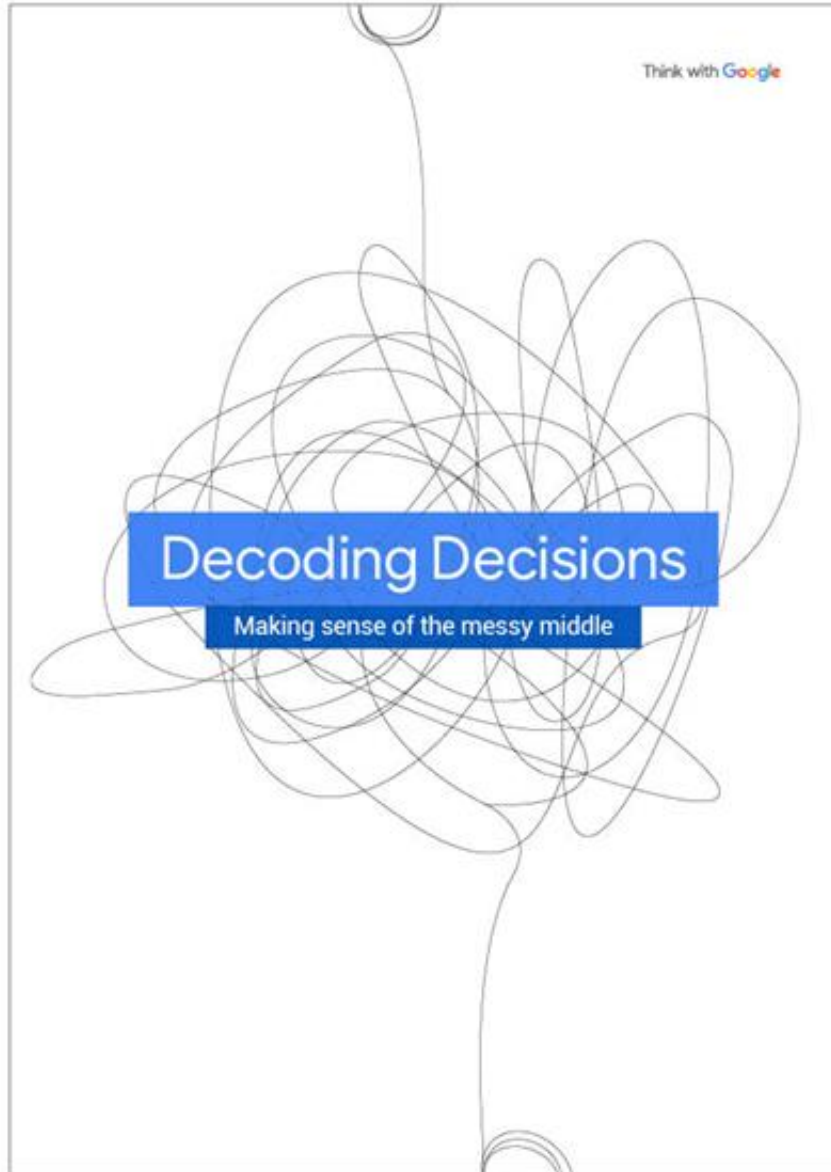 Think with Google
Decoding Decisions
Making sense of the messy middle